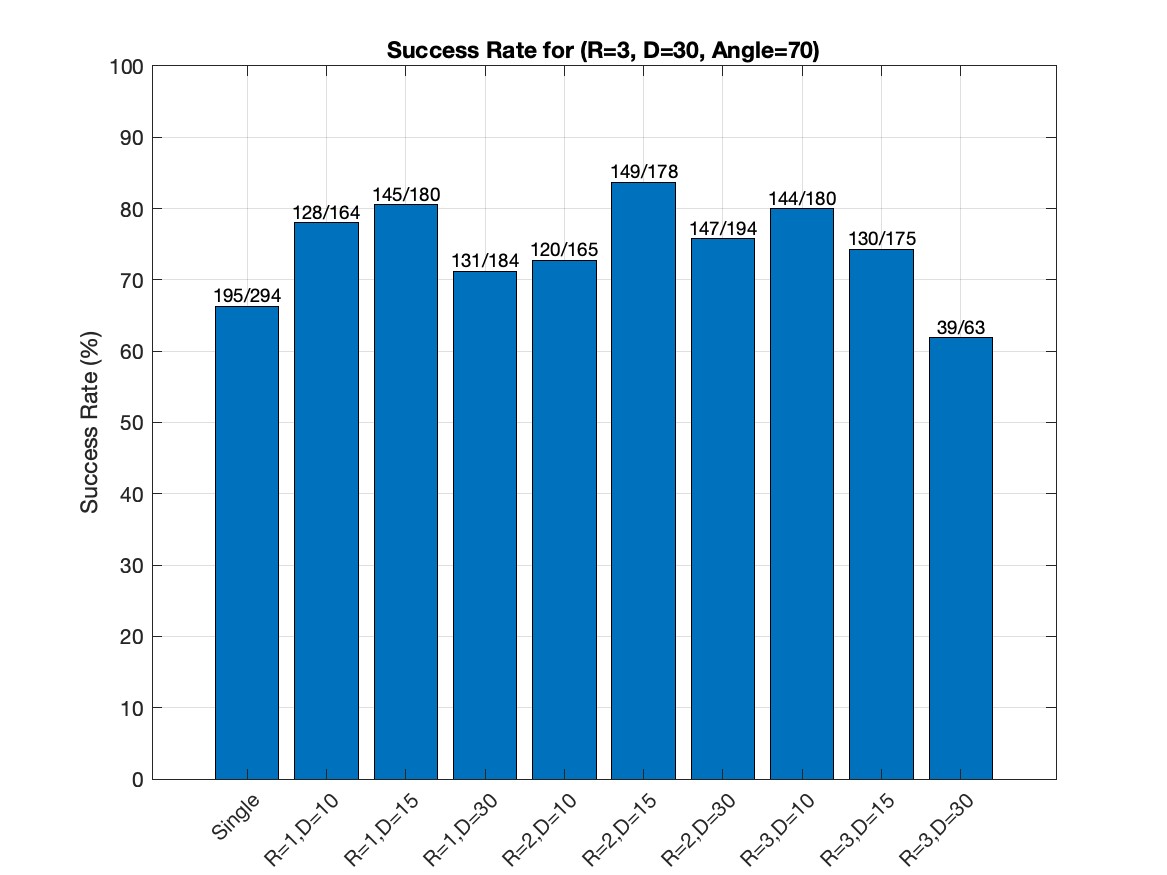 Success Rate for (R=3, D=30, Angle=70)
Success Rate (%)
100
90
80
70
60
50
40
30
20
10
0
195/294
128/164
145/180
131/184
120/165
149/178
147/194
144/180
130/175
39/63
Single
R=1,D=10
R=1,D=15
R=1,D=30
R=2,D=10
R=2,D=15
R=2,D=30
R=3,D=10
R=3,D=15
R=3,D=30